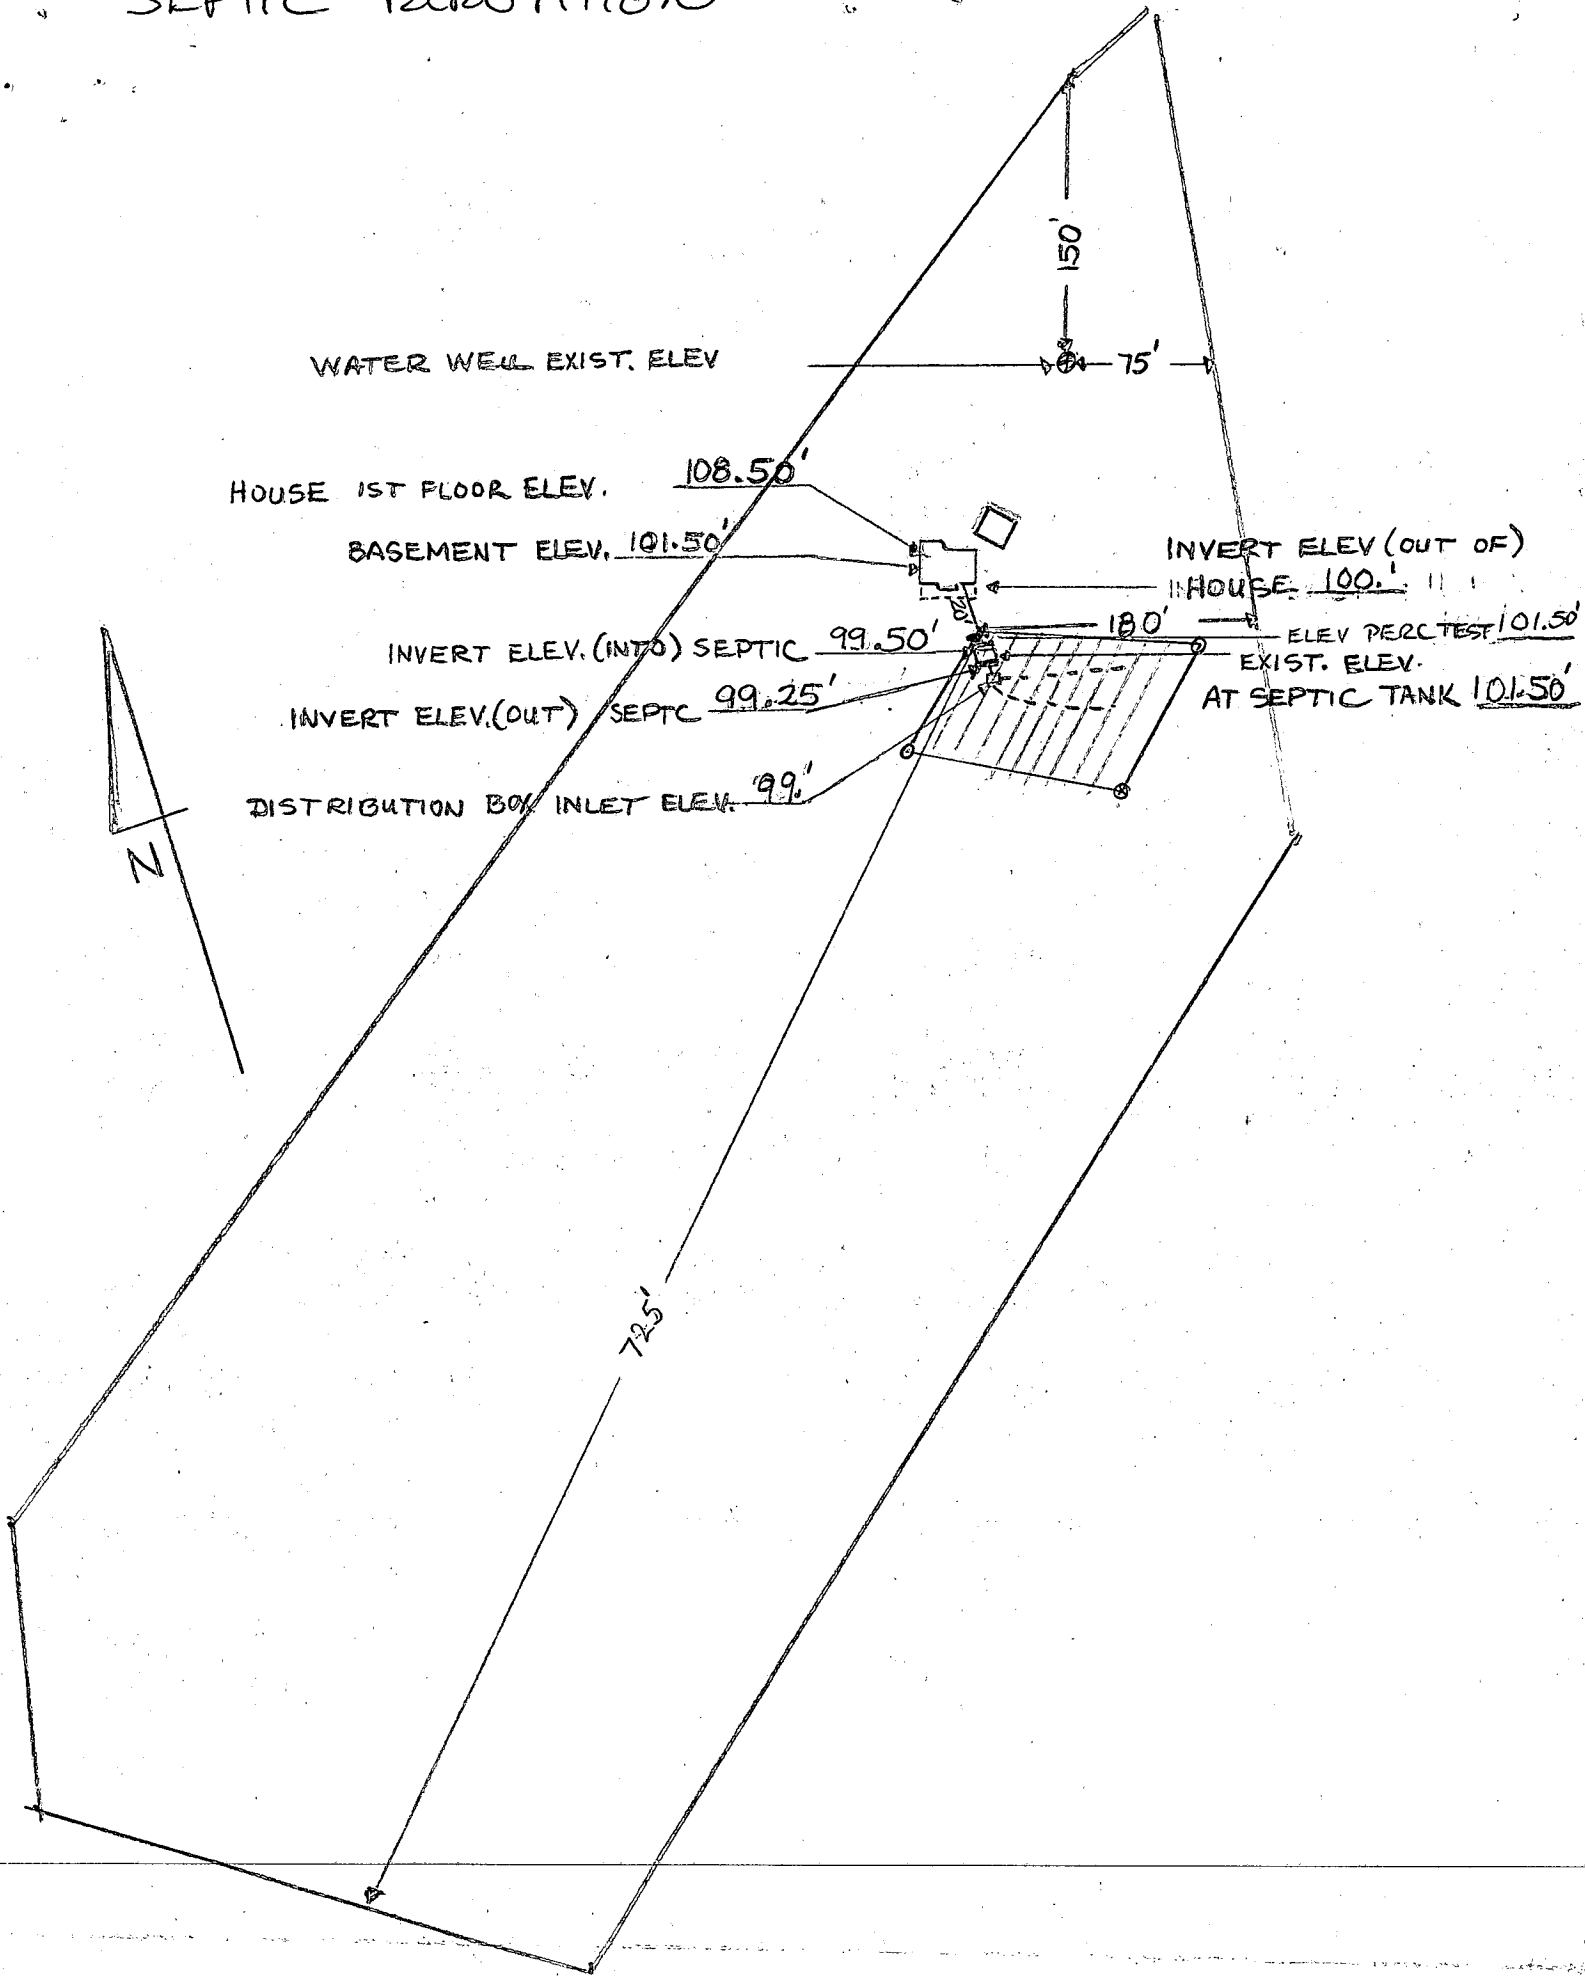 SEPTIC
150'
WATER WELL EXIST. ELEV
75'
HOUSE 1ST FLOOR ELEV. 108.50'
BASEMENT ELEV. 101.50'
INVERT ELEV (OUT OF)
HOUSE 100.'
20'
180'
ELEV PERC TEST 101.50'
INVERT ELEV. (INTO) SEPTIC 99.50'
EXIST. ELEV.
AT SEPTIC TANK 101.50'
INVERT ELEV. (OUT) SEPTC 99.25'
DISTRIBUTION BOX INLET ELEV. 99.'
N
725'